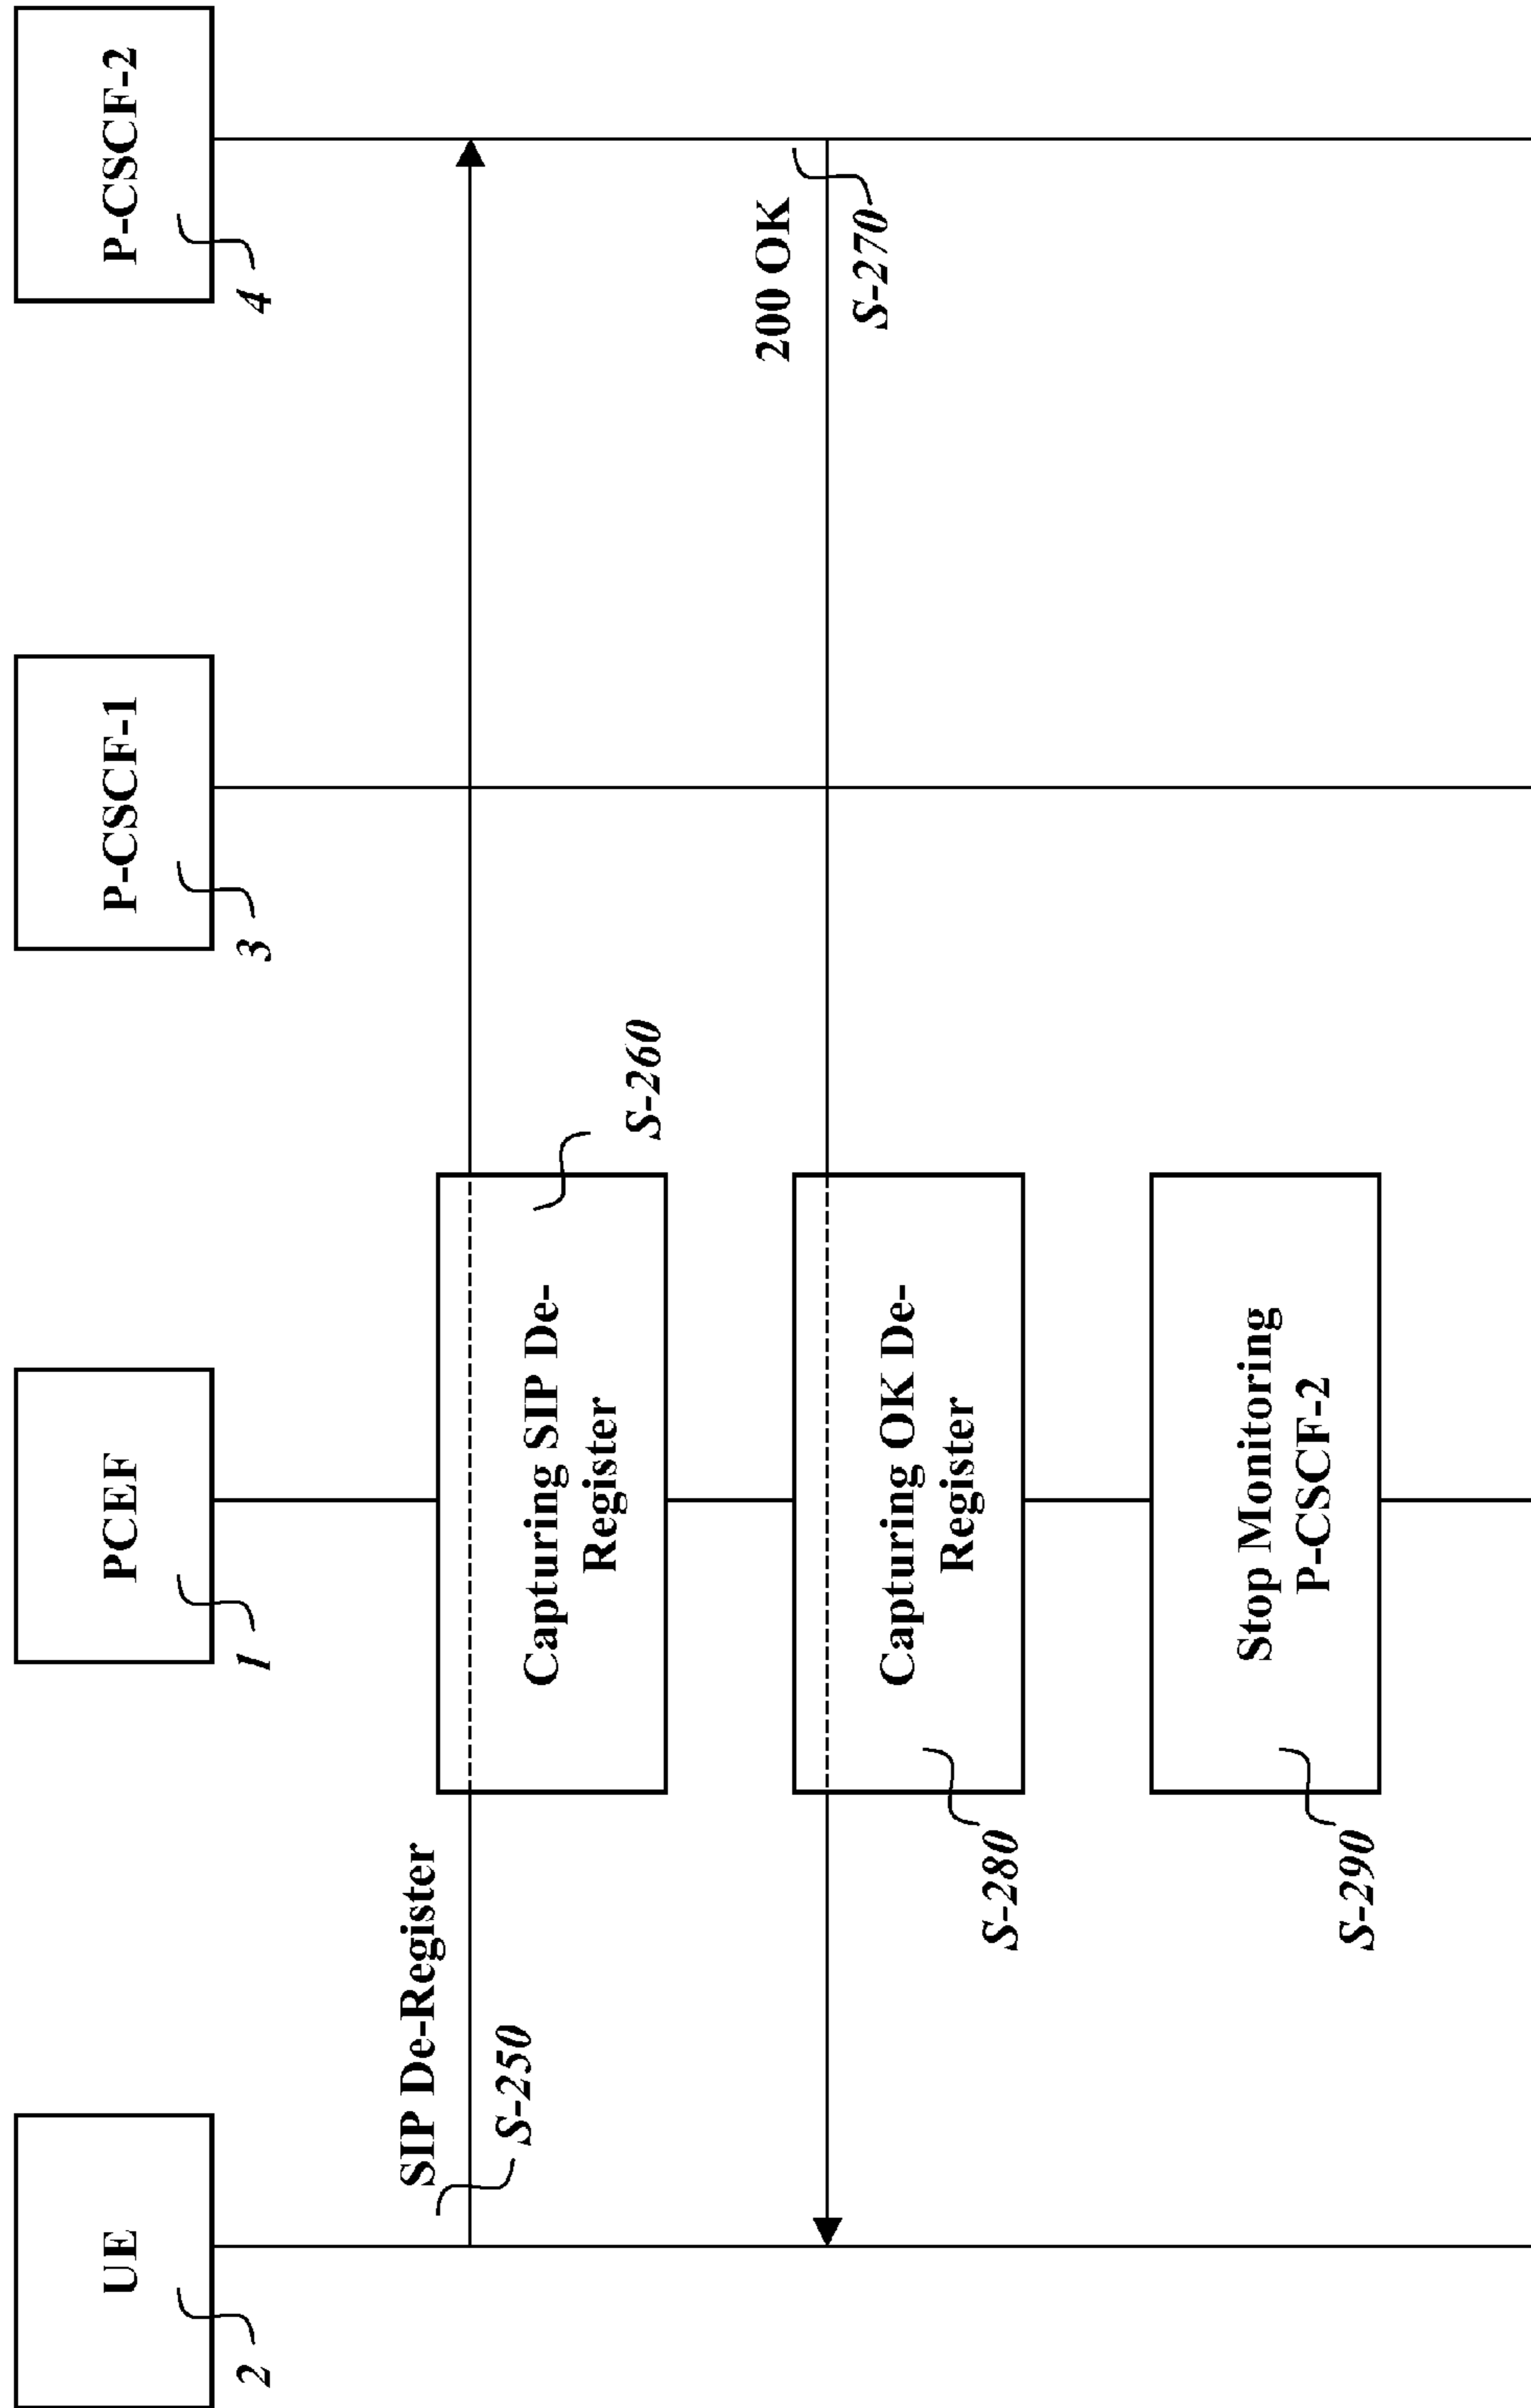 UE
2
PCEF
1
P-CSCF-1
3
P-CSCF-2
4
SIP De-Register
S-250
Capturing SIP De-
Register
S-260
200 OK
S-270
Capturing OK De-
Register
S-280
Stop Monitoring
P-CSCF-2
S-290